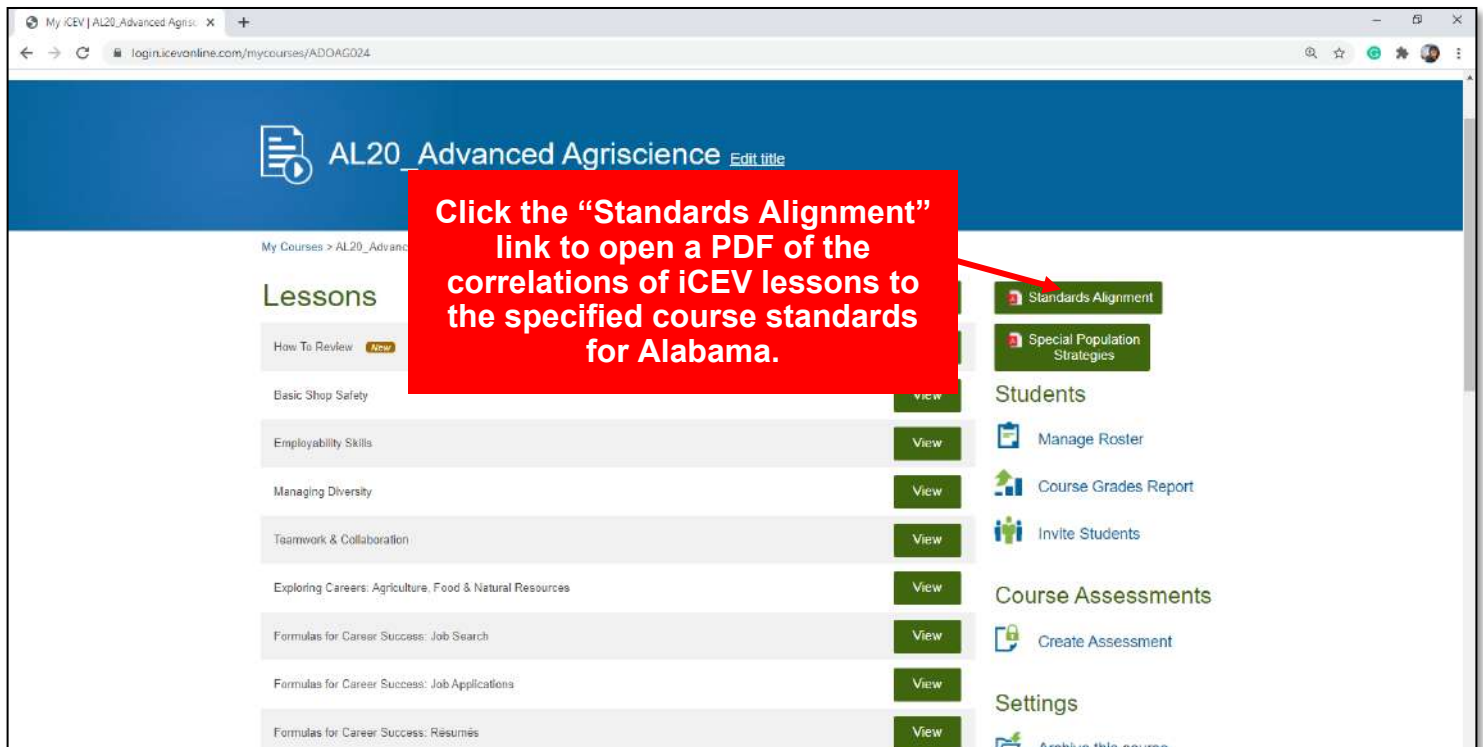 My iCEV | AL20_Advanced Agrisc
login.icevonline.com/mycourses/ADOAG024
AL20_Advanced Agriscience Edit title
Click the “Standards Alignment”
link to open a PDF of the
correlations of iCEV lessons to
the specified course standards
for Alabama.
My Courses > AL20_Advanc
Lessons
Standards Alignment
How To Review New
Special Population
Strategies
Basic Shop Safety
View
Students
Employability Skills
View
Manage Roster
Managing Diversity
View
Course Grades Report
Teamwork & Collaboration
View
Invite Students
Exploring Careers: Agriculture, Food & Natural Resources
View
Course Assessments
Formulas for Career Success: Job Search
View
Create Assessment
Formulas for Career Success: Job Applications
View
Settings
Formulas for Career Success: Résumés
View
Archive this course